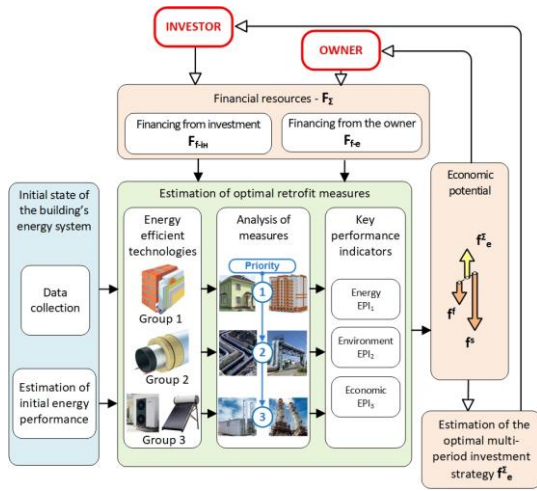 INVESTOR
OWNER
Financial resources - FΣ
Financing from investment
Ff-iн
Financing from the owner
Ff-e
Initial state of
the building's
energy system
Data
collection
Estimation of
initial energy
performance
Estimation of optimal retrofit measures
Energy
efficient
technologies
Group 1
Group 2
Group 3
Analysis of
measures
Priority
1
2
3
Key
performance
indicators
Energy
EPI₁
Environment
EPI₂
Economic
EPI₃
Economic
potential
fΣe
ff
fs
Estimation of the
optimal multi-
period investment
strategy fΣe